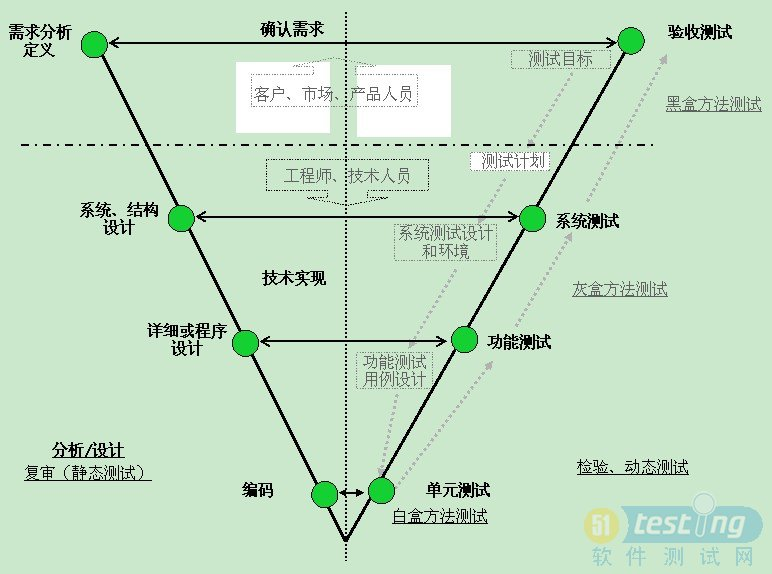 需求分析
定义
确认需求
验收测试
测试目标
客户、市场、产品人员
黑盒方法测试
工程师、技术人员
测试计划
系统、结构
设计
系统测试
系统测试设计
和环境
技术实现
灰盒方法测试
详细或程序
设计
功能测试
功能测试
用例设计
分析/设计
复审（静态测试）
检验、动态测试
编码
单元测试
白盒方法测试
51testing
软件测试网